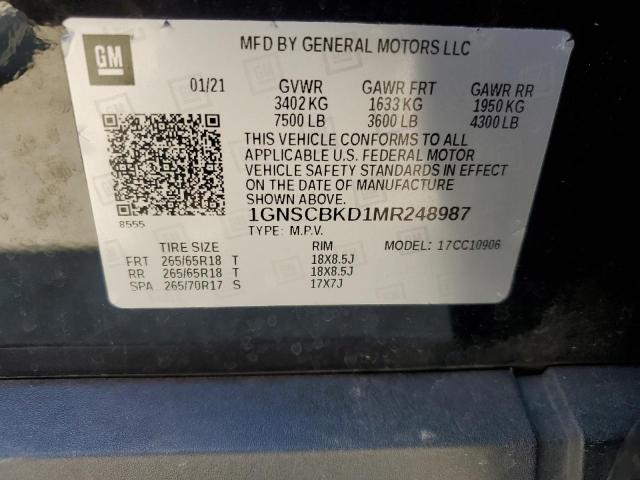 GM
MFD BY GENERAL MOTORS LLC
01/21 GVWR GAWR FRT GAWR RR
3402 KG 1633 KG 1950 KG
7500 LB 3600 LB 4300 LB
THIS VEHICLE CONFORMS TO ALL
APPLICABLE U.S. FEDERAL MOTOR
VEHICLE SAFETY STANDARDS IN EFFECT
ON THE DATE OF MANUFACTURE
SHOWN ABOVE.
8555
1GNSCBKD1MR248987
TYPE: M.P.V.
TIRE SIZE RIM MODEL: 17CC10906
FRT 265/65R18 T 18X8.5J
RR 265/65R18 T 18X8.5J
SPA 265/70R17 S 17X7J